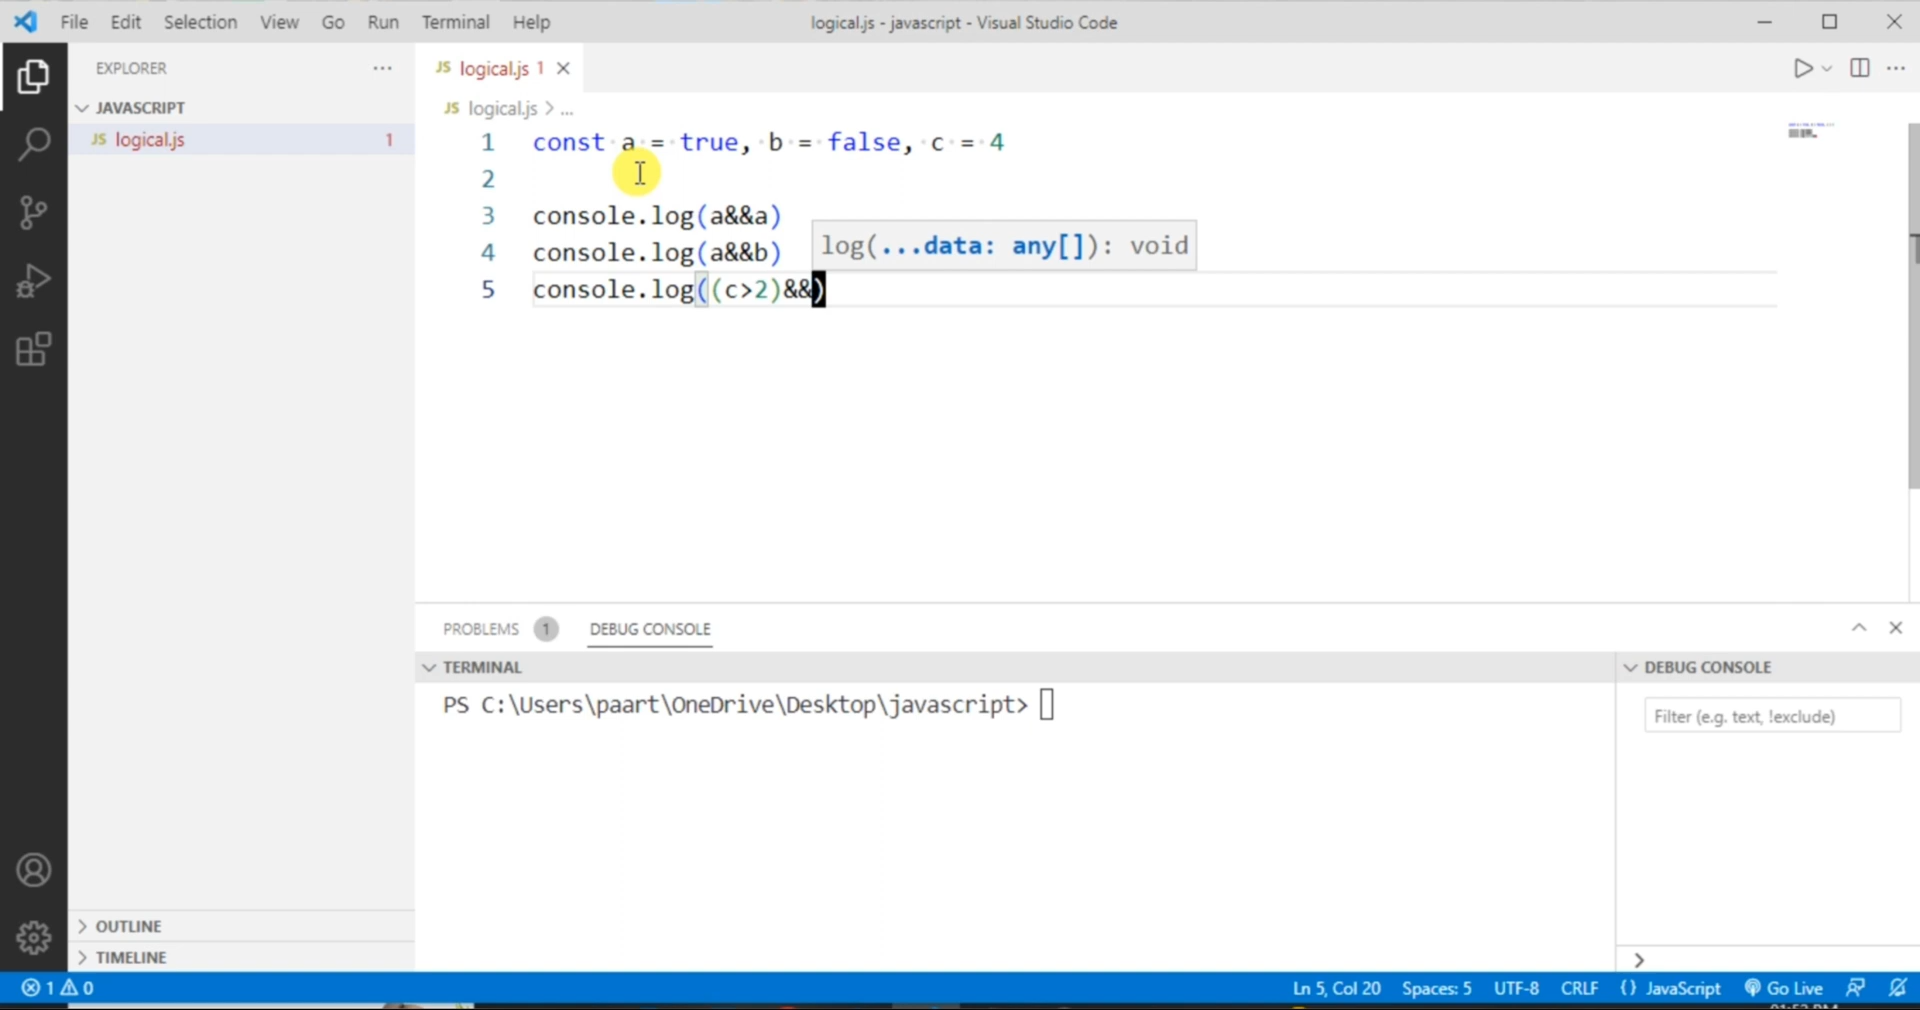 File Edit Selection View Go Run Terminal Help
logical.js - javascript - Visual Studio Code
EXPLORER ...
JAVASCRIPT
JS logical.js 1
JS logical.js 1
JS logical.js > ...
1 const a = true, b = false, c = 4
2
3 console.log(a&&a)
4 console.log(a&&b)
5 console.log((c>2)&&)
log(...data: any[]): void
PROBLEMS 1 DEBUG CONSOLE
TERMINAL
PS C:\Users\paart\OneDrive\Desktop\javascript>
DEBUG CONSOLE
Filter (e.g. text, !exclude)
>
OUTLINE
TIMELINE
1 0
Ln 5, Col 20 Spaces: 5 UTF-8 CRLF {} JavaScript Go Live